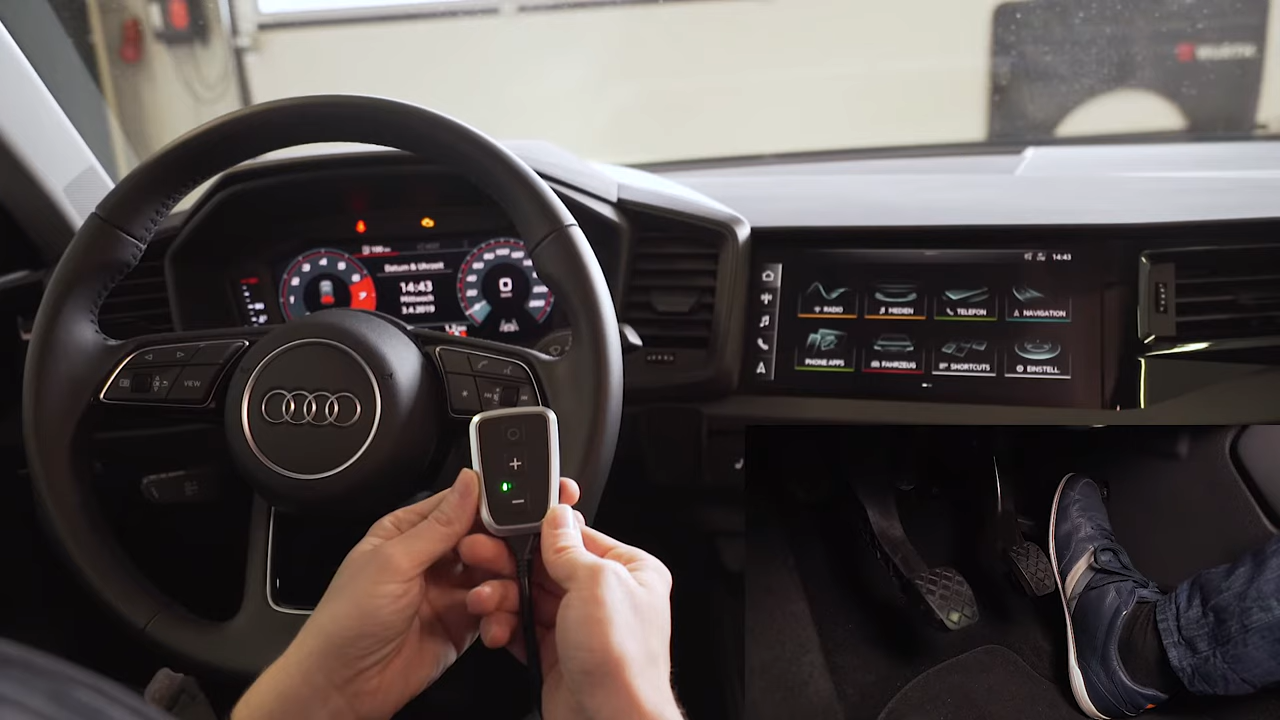 Datum & Uhrzeit
14:43
Mittwoch
3.4.2019
VIEW
14:43
RADIO
MEDIEN
TELEFON
NAVIGATION
PHONE APPS
FAHRZEUG
SHORTCUTS
EINSTELL.
+
−